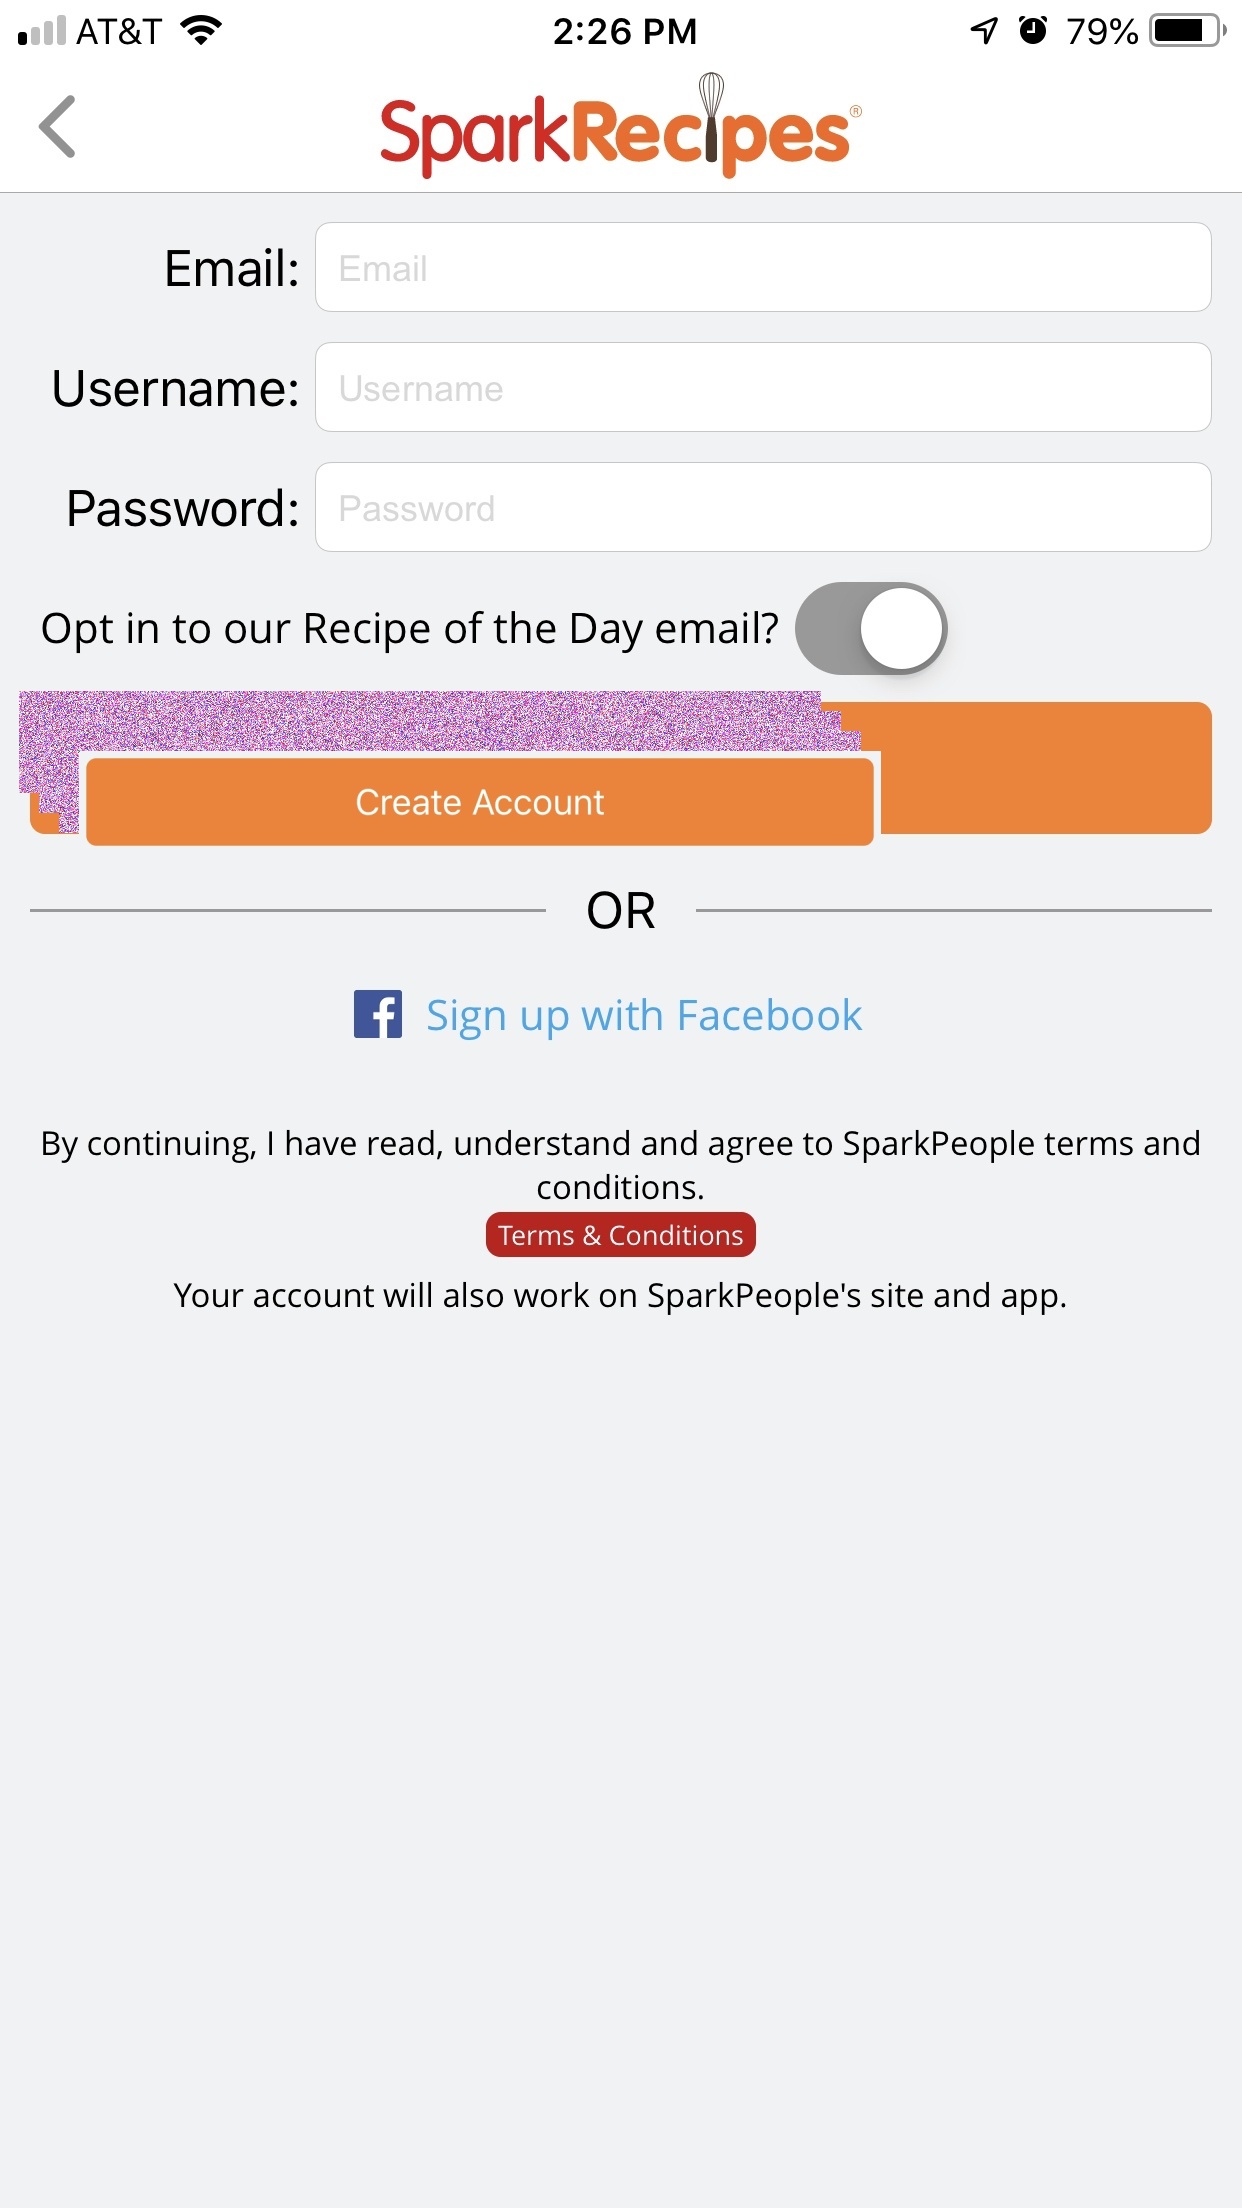 AT&T 2:26 PM 79%
SparkRecipes®
Email: Email
Username: Username
Password: Password
Opt in to our Recipe of the Day email?
Create Account
OR
f Sign up with Facebook
By continuing, I have read, understand and agree to SparkPeople terms and
conditions.
Terms & Conditions
Your account will also work on SparkPeople's site and app.